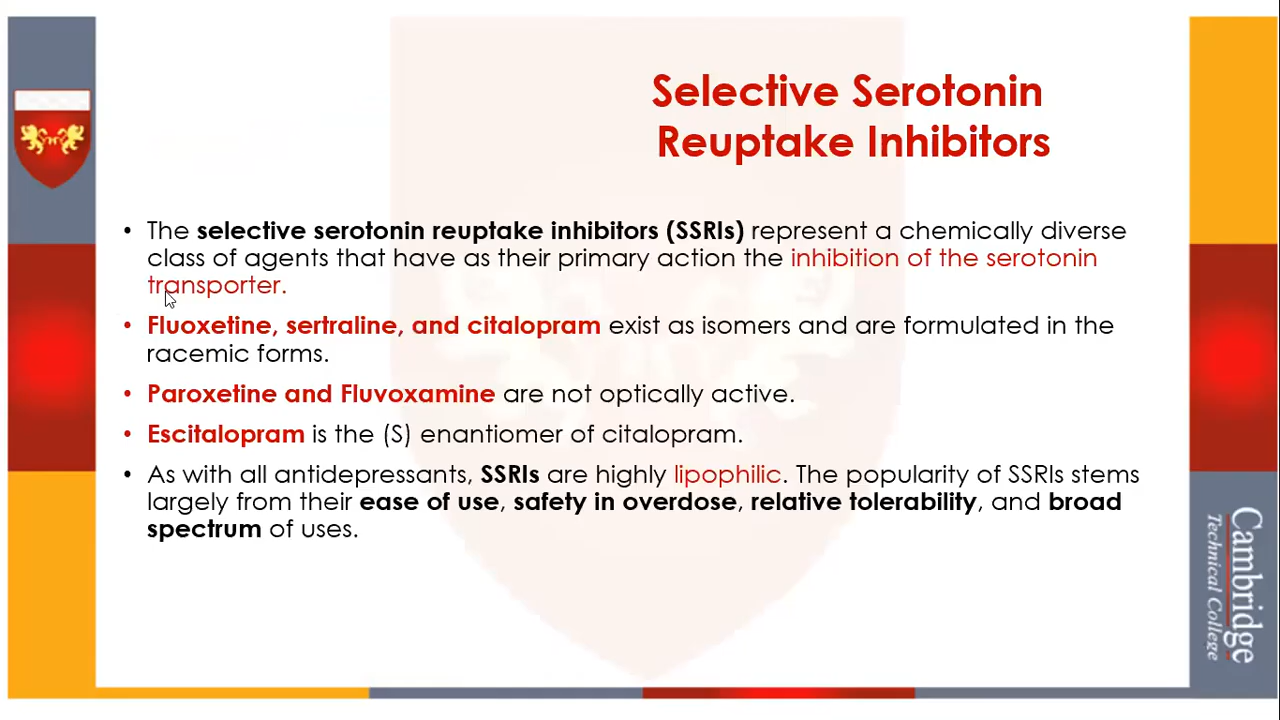 Selective Serotonin
Reuptake Inhibitors
• The selective serotonin reuptake inhibitors (SSRIs) represent a chemically diverse
class of agents that have as their primary action the inhibition of the serotonin
transporter.
• Fluoxetine, sertraline, and citalopram exist as isomers and are formulated in the
racemic forms.
• Paroxetine and Fluvoxamine are not optically active.
• Escitalopram is the (S) enantiomer of citalopram.
• As with all antidepressants, SSRIs are highly lipophilic. The popularity of SSRIs stems
largely from their ease of use, safety in overdose, relative tolerability, and broad
spectrum of uses.
Cambridge
Technical College